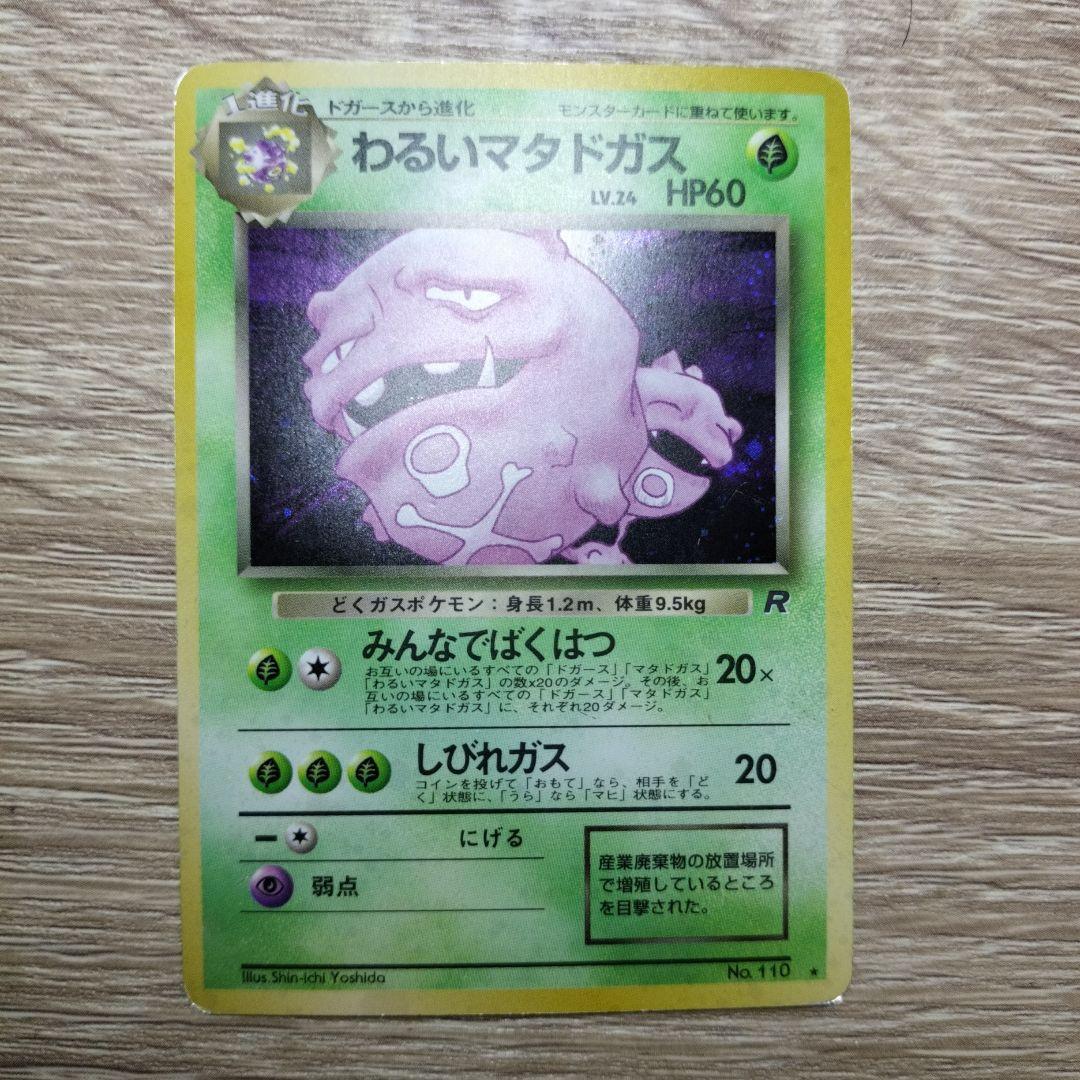 1進化
ドガースから進化
モンスターカードに重ねて使います。
わるいマタドガス
LV.24 HP60
どくガスポケモン：身長1.2m、体重9.5kg
R
みんなでばくはつ
お互いの場にいるすべての「ドガース」「マタドガス」
「わるいマタドガス」の数x20のダメージ。その後、お
互いの場にいるすべての「ドガース」「マタドガス」
「わるいマタドガス」に、それぞれ20ダメージ。
20×
しびれガス
コインを投げて「おもて」なら、相手を「ど
く」状態に、「うら」なら「マヒ」状態にする。
20
にげる
弱点
産業廃棄物の放置場所
で増殖しているところ
を目撃された。
Illus.Shin-ichi Yoshida
No. 110 ★